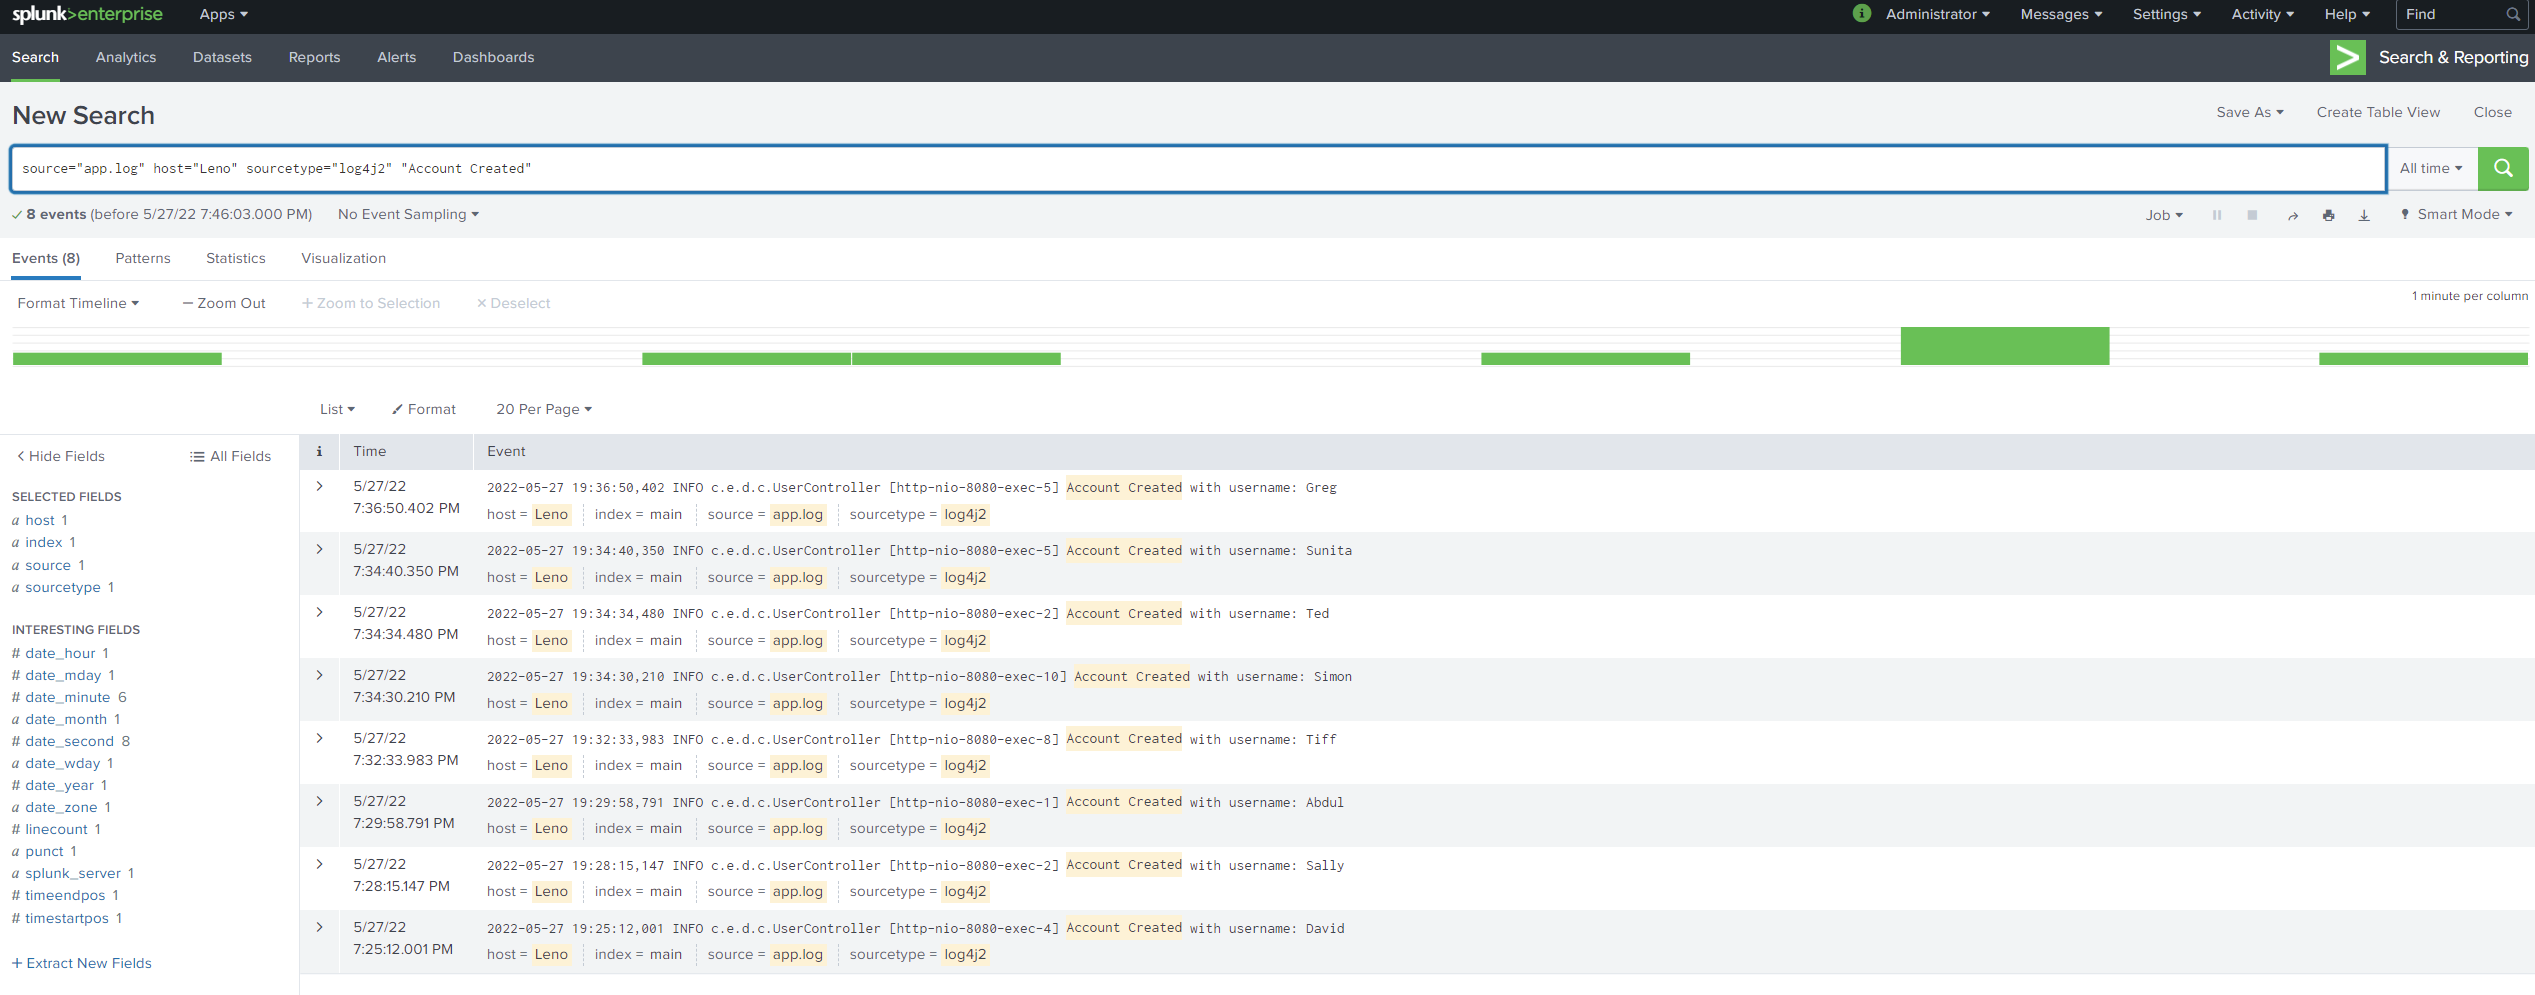 splunk>enterprise Apps Administrator Messages Settings Activity Help Find
Search Analytics Datasets Reports Alerts Dashboards Search & Reporting
New Search Save As Create Table View Close
source="app.log" host="Leno" sourcetype="log4j2" "Account Created" All time
8 events (before 5/27/22 7:46:03.000 PM) No Event Sampling Job Smart Mode
Events (8) Patterns Statistics Visualization
Format Timeline — Zoom Out + Zoom to Selection × Deselect 1 minute per column
List Format 20 Per Page
< Hide Fields All Fields
SELECTED FIELDS
a host 1
a index 1
a source 1
a sourcetype 1
INTERESTING FIELDS
# date_hour 1
# date_mday 1
# date_minute 6
a date_month 1
# date_second 8
a date_wday 1
# date_year 1
a date_zone 1
# linecount 1
a punct 1
a splunk_server 1
# timeendpos 1
# timestartpos 1
+ Extract New Fields
i Time Event
5/27/22 2022-05-27 19:36:50,402 INFO c.e.d.c.UserController [http-nio-8080-exec-5] Account Created with username: Greg
7:36:50.402 PM host = Leno index = main source = app.log sourcetype = log4j2
5/27/22 2022-05-27 19:34:40,350 INFO c.e.d.c.UserController [http-nio-8080-exec-5] Account Created with username: Sunita
7:34:40.350 PM host = Leno index = main source = app.log sourcetype = log4j2
5/27/22 2022-05-27 19:34:34,480 INFO c.e.d.c.UserController [http-nio-8080-exec-2] Account Created with username: Ted
7:34:34.480 PM host = Leno index = main source = app.log sourcetype = log4j2
5/27/22 2022-05-27 19:34:30,210 INFO c.e.d.c.UserController [http-nio-8080-exec-10] Account Created with username: Simon
7:34:30.210 PM host = Leno index = main source = app.log sourcetype = log4j2
5/27/22 2022-05-27 19:32:33,983 INFO c.e.d.c.UserController [http-nio-8080-exec-8] Account Created with username: Tiff
7:32:33.983 PM host = Leno index = main source = app.log sourcetype = log4j2
5/27/22 2022-05-27 19:29:58,791 INFO c.e.d.c.UserController [http-nio-8080-exec-1] Account Created with username: Abdul
7:29:58.791 PM host = Leno index = main source = app.log sourcetype = log4j2
5/27/22 2022-05-27 19:28:15,147 INFO c.e.d.c.UserController [http-nio-8080-exec-2] Account Created with username: Sally
7:28:15.147 PM host = Leno index = main source = app.log sourcetype = log4j2
5/27/22 2022-05-27 19:25:12,001 INFO c.e.d.c.UserController [http-nio-8080-exec-4] Account Created with username: David
7:25:12.001 PM host = Leno index = main source = app.log sourcetype = log4j2